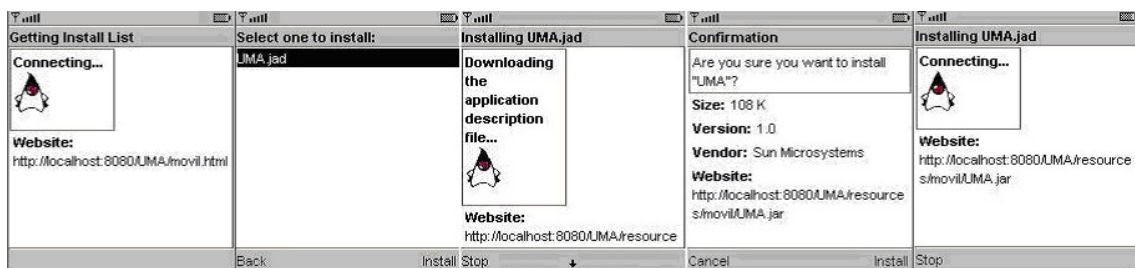 Getting Install List
Connecting...
Website:
http://localhost:8080/UMA/movil.html
Select one to install:
UMA.jad
Back
Install
Installing UMA.jad
Downloading
the
application
description
file...
Website:
http://localhost:8080/UMA/resource
Stop
Confirmation
Are you sure you want to install
"UMA"?
Size: 108 K
Version: 1.0
Vendor: Sun Microsystems
Website:
http://localhost:8080/UMA/resource
s/movil/UMA.jar
Cancel
Install
Installing UMA.jad
Connecting...
Website:
http://localhost:8080/UMA/resource
s/movil/UMA.jar
Stop